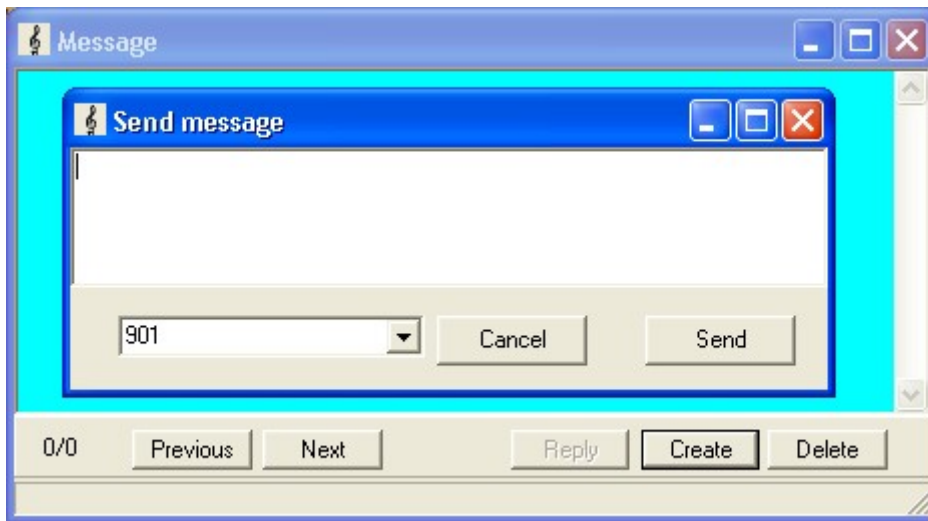 Message
Send message
901
Cancel
Send
0/0
Previous
Next
Reply
Create
Delete